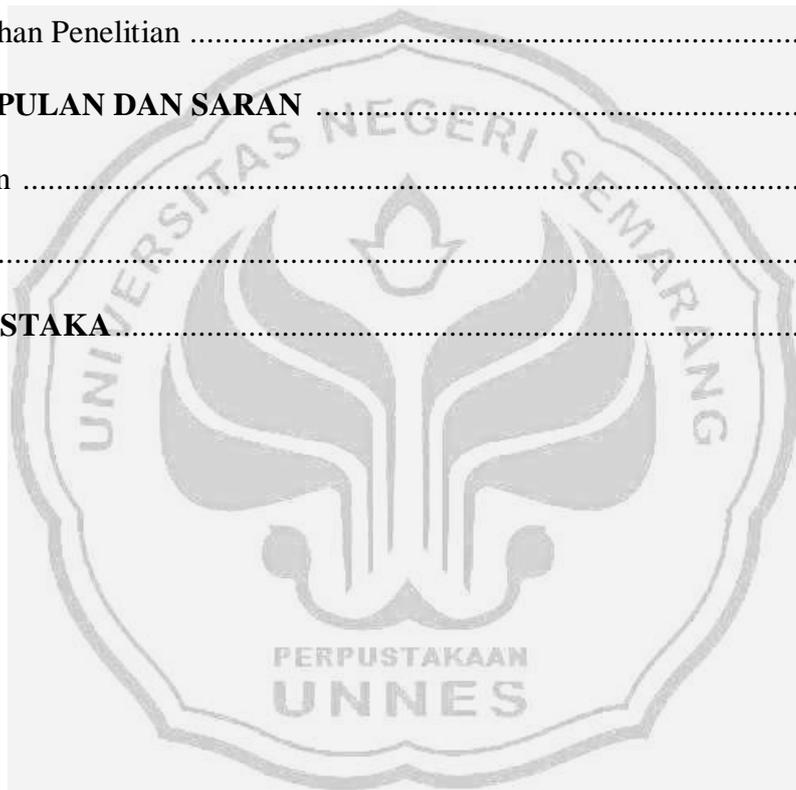 han Penelitian ........................................................................
PULAN DAN SARAN ........................................................
n ............................................................................................
................................................................................................
STAKA...................................................................................
UNIVERSITAS NEGERI SEMARANG
PERPUSTAKAAN
UNNES